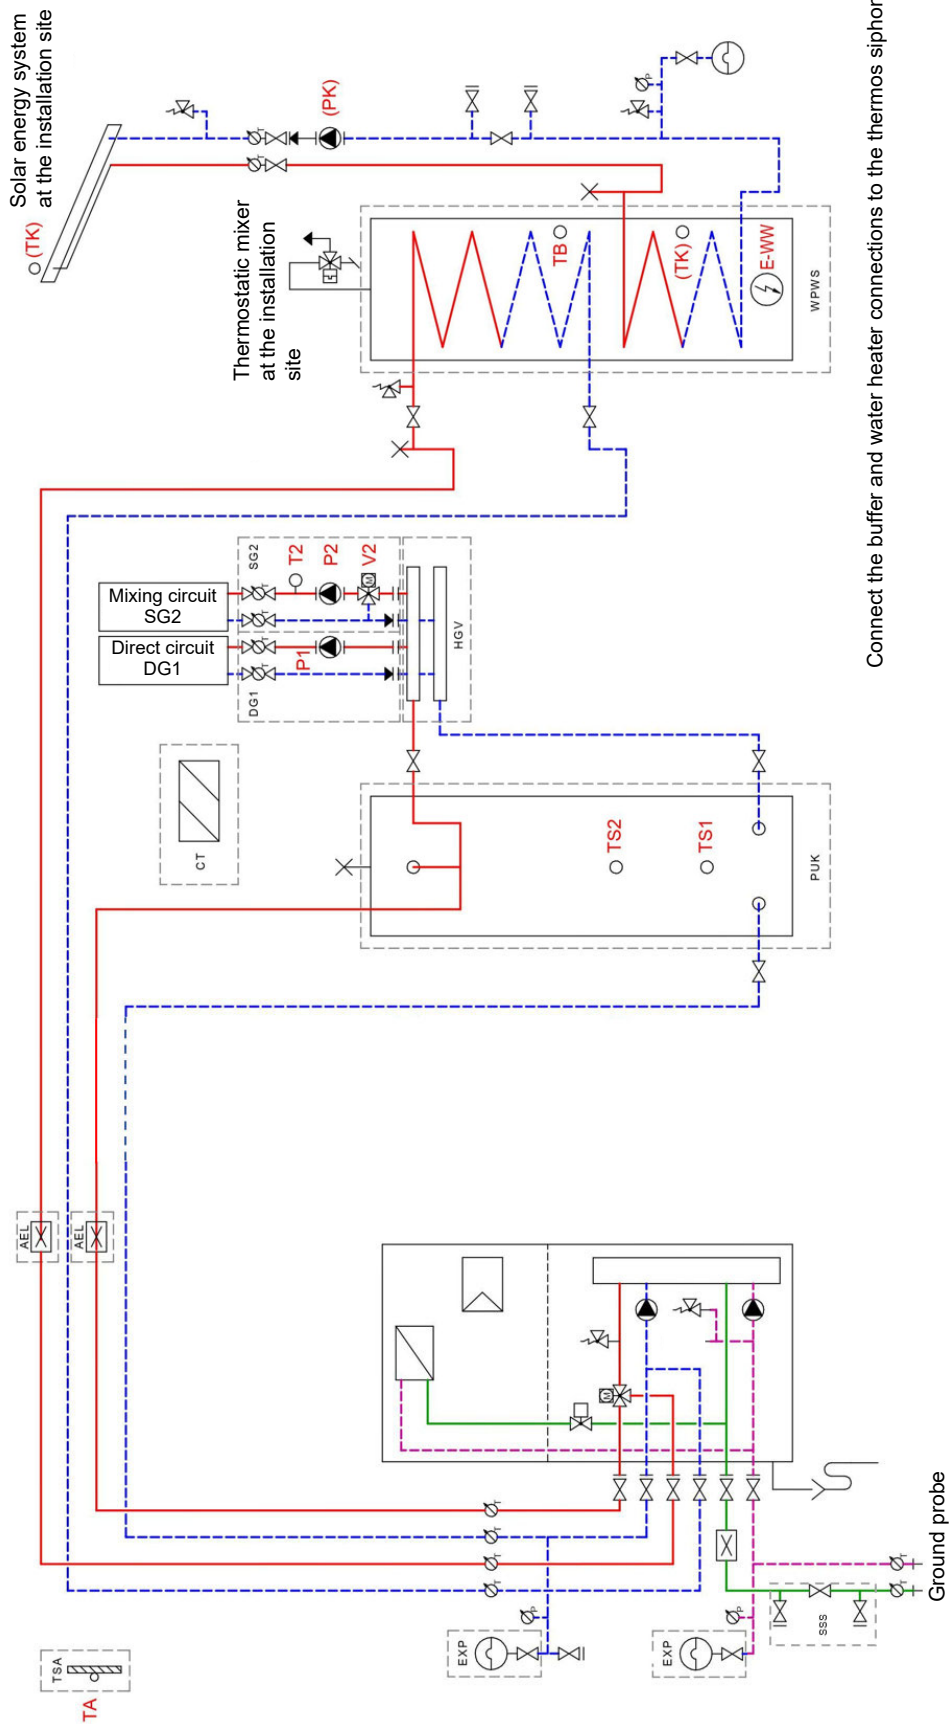 Solar energy system
at the installation site
(TK)
(PK)
T
T
P
Thermostatic mixer
at the installation
site
TB
(TK)
E-WW
WPWS
Mixing circuit
SG2
Direct circuit
DG1
SG2
T2
P2
V2
M
T
T
T
T
P1
DG1
HGV
CT
TS2
TS1
PUK
AEL
AEL
M
T
T
T
T
P
EXP
P
EXP
SSS
T
T
Ground probe
TSA
TA
Connect the buffer and water heater connections to the thermos siphon